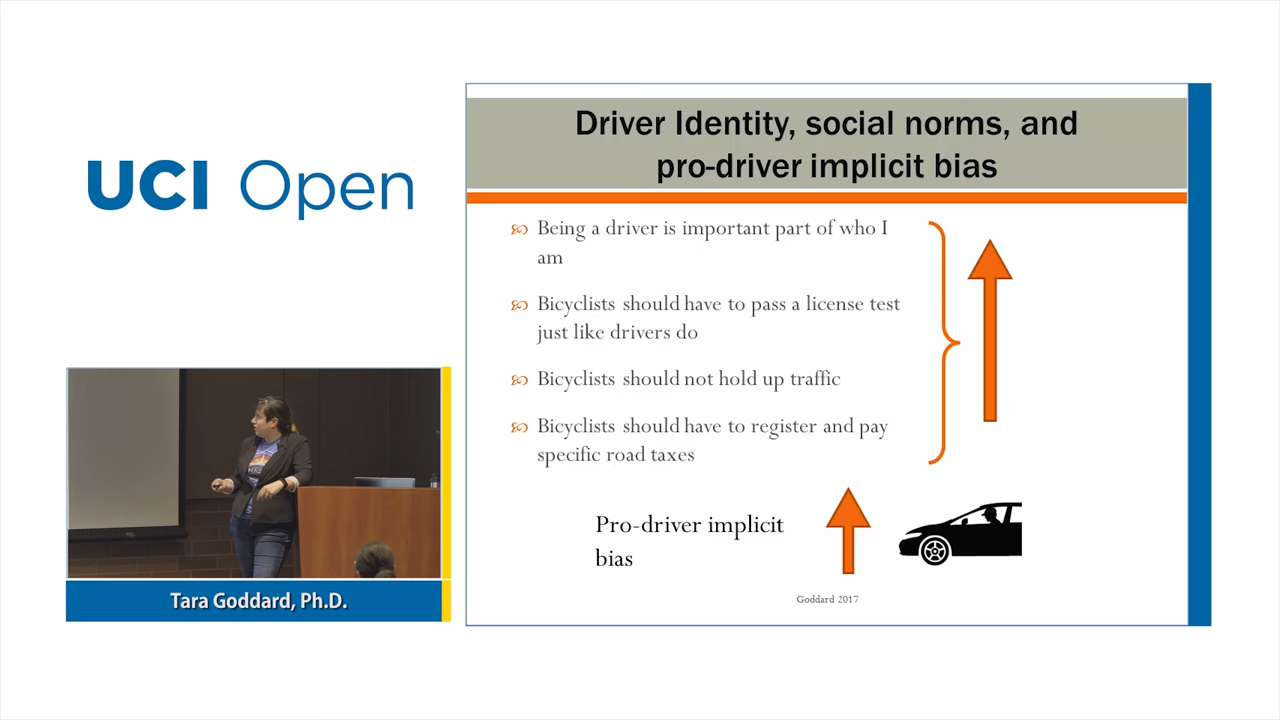 UCI Open
Driver Identity, social norms, and
pro-driver implicit bias
Being a driver is important part of who I
am
Bicyclists should have to pass a license test
just like drivers do
Bicyclists should not hold up traffic
Bicyclists should have to register and pay
specific road taxes
Pro-driver implicit
bias
Goddard 2017
Tara Goddard, Ph.D.